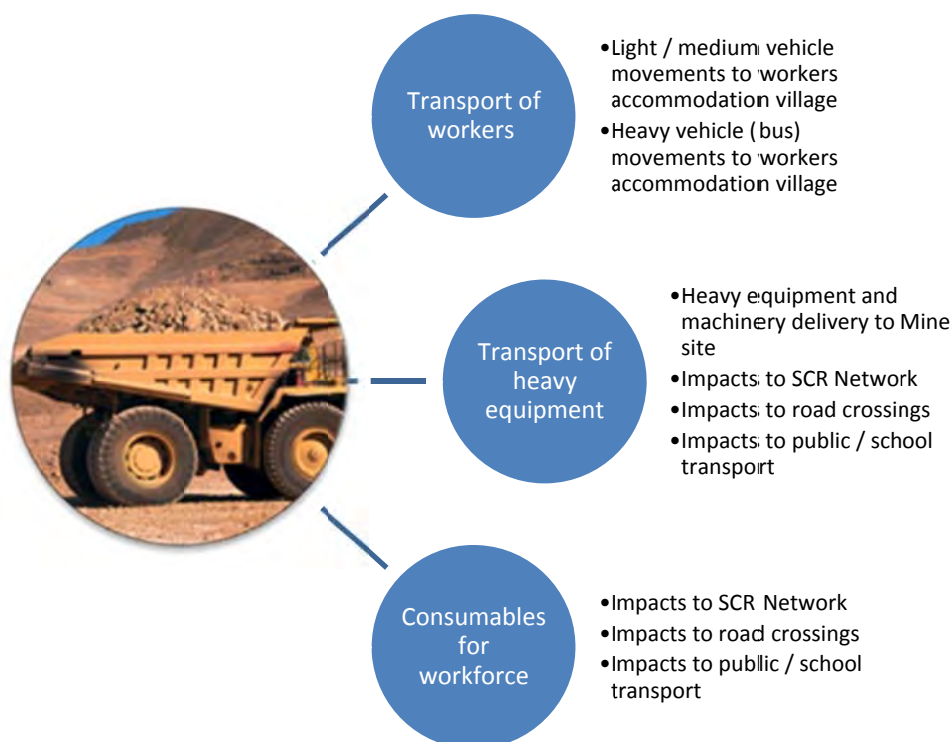 Transport of
workers
•Light / medium vehicle
movements to workers
accommodation village
•Heavy vehicle (bus)
movements to workers
accommodation village
Transport of
heavy
equipment
•Heavy equipment and
machinery delivery to Mine
site
•Impacts to SCR Network
•Impacts to road crossings
•Impacts to public / school
transport
Consumables
for
workforce
•Impacts to SCR Network
•Impacts to road crossings
•Impacts to public / school
transport